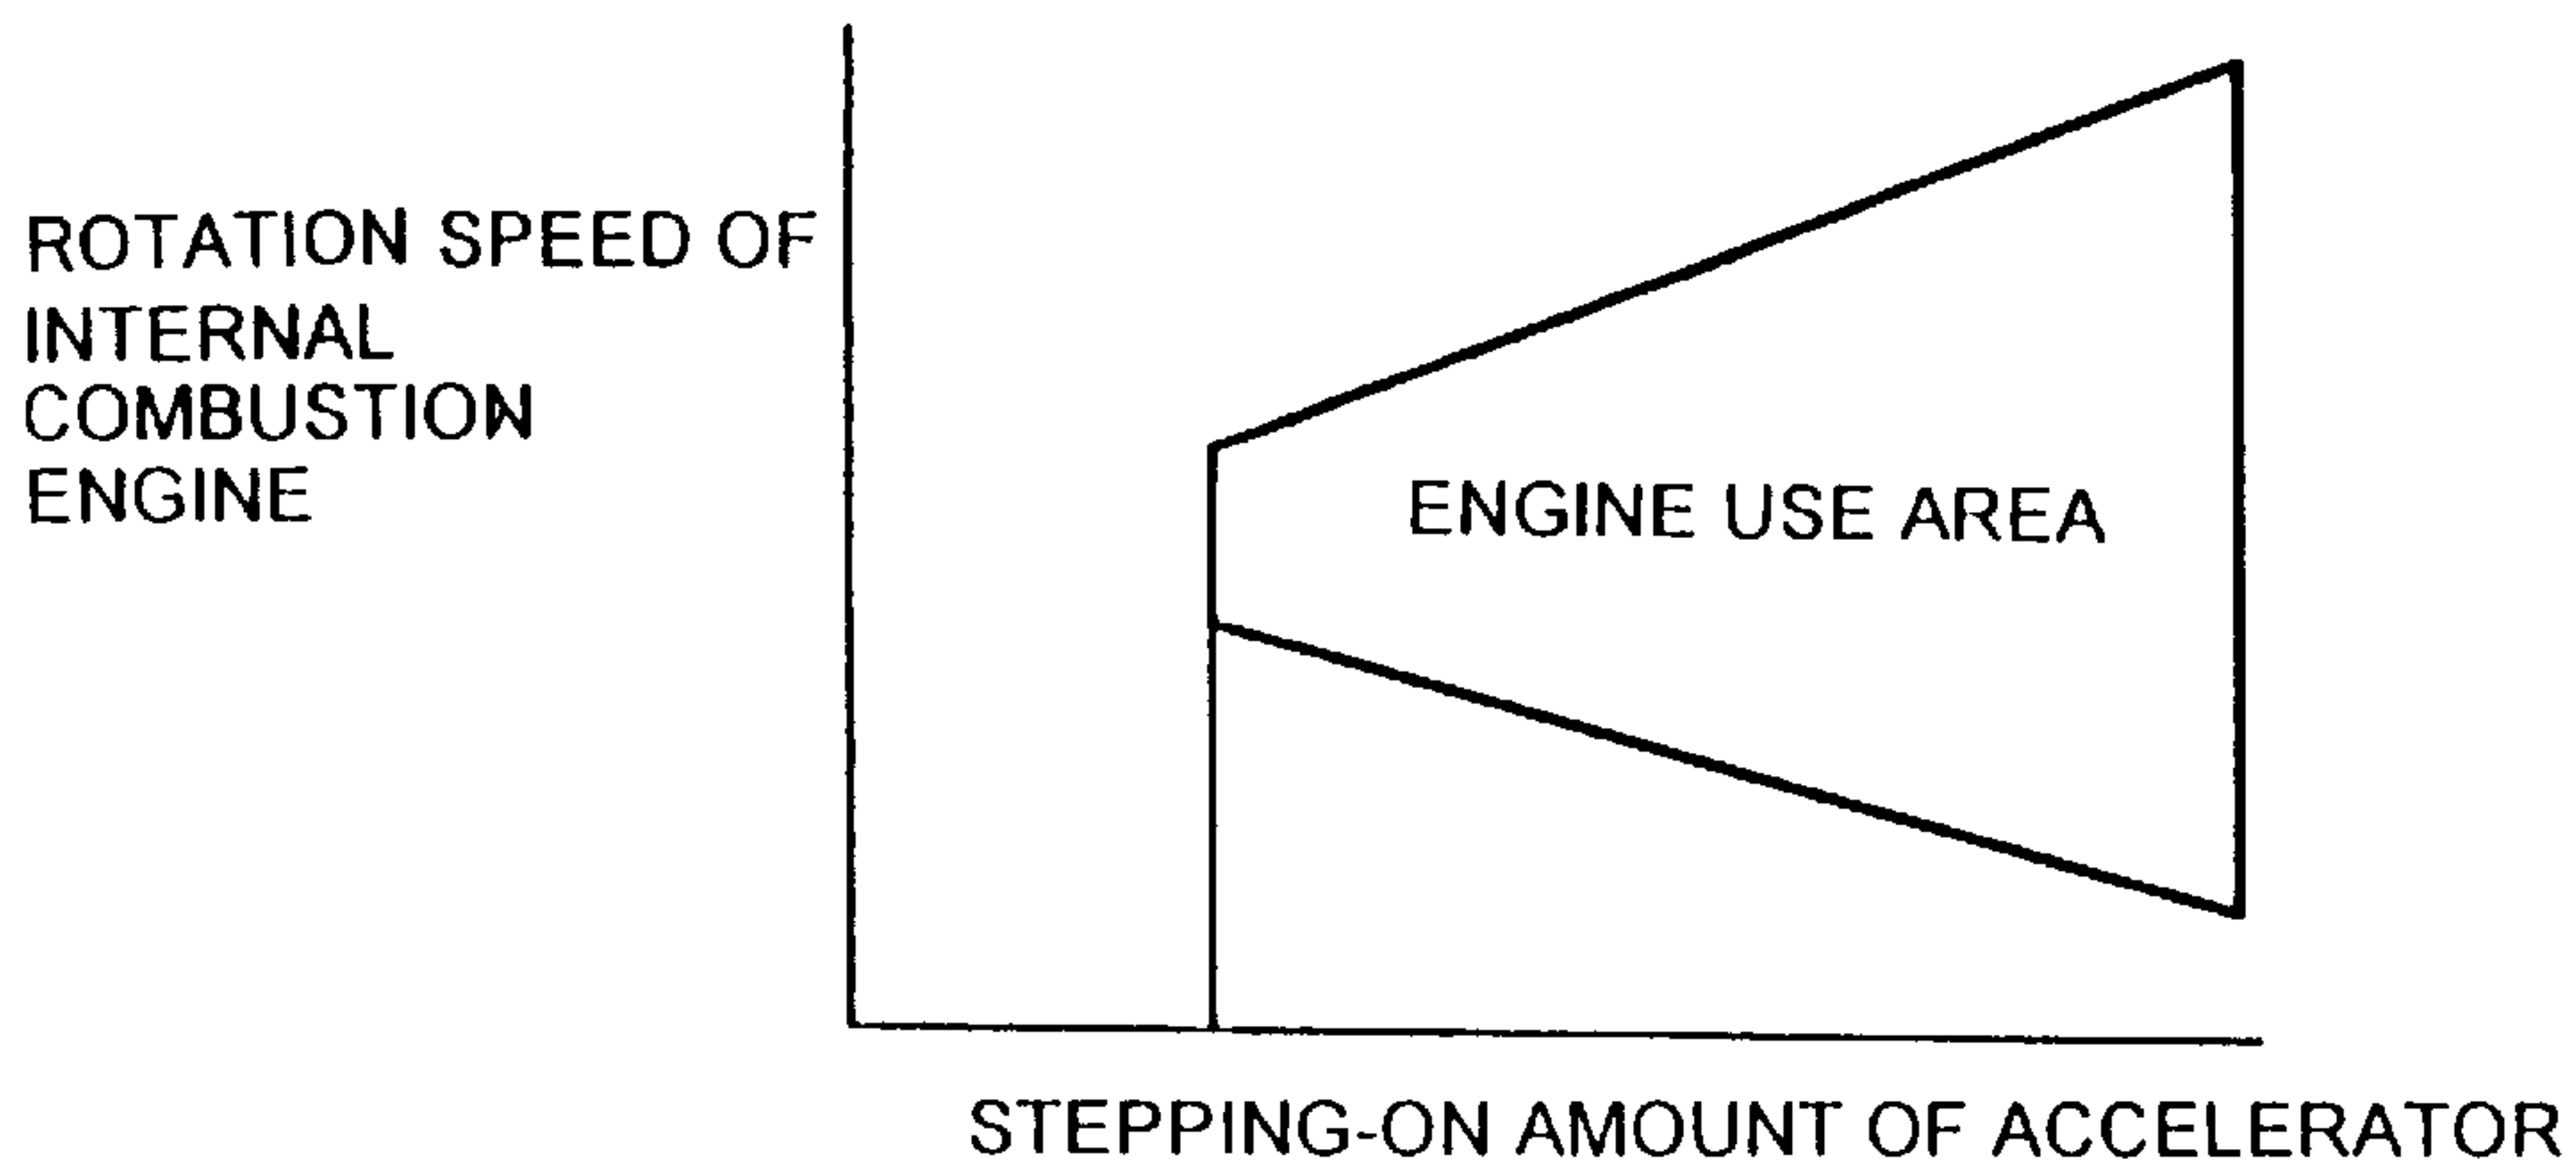 ROTATION SPEED OF
INTERNAL
COMBUSTION
ENGINE
ENGINE USE AREA
STEPPING-ON AMOUNT OF ACCELERATOR